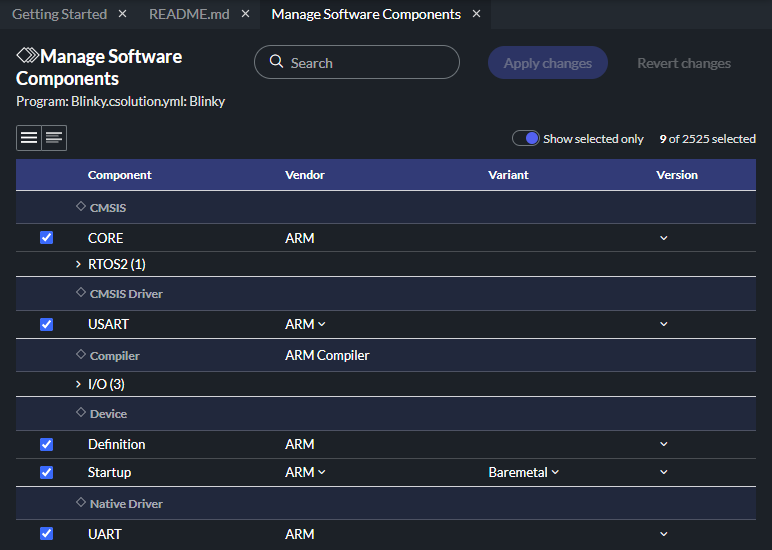 Getting Started
README.md
Manage Software Components
Manage Software
Components
Search
Apply changes
Revert changes
Program: Blinky.csolution.yml: Blinky
Show selected only
9 of 2525 selected
Component Vendor Variant Version
CMSIS
CORE ARM
RTOS2 (1)
CMSIS Driver
USART ARM
Compiler ARM Compiler
I/O (3)
Device
Definition ARM
Startup ARM Baremetal
Native Driver
UART ARM